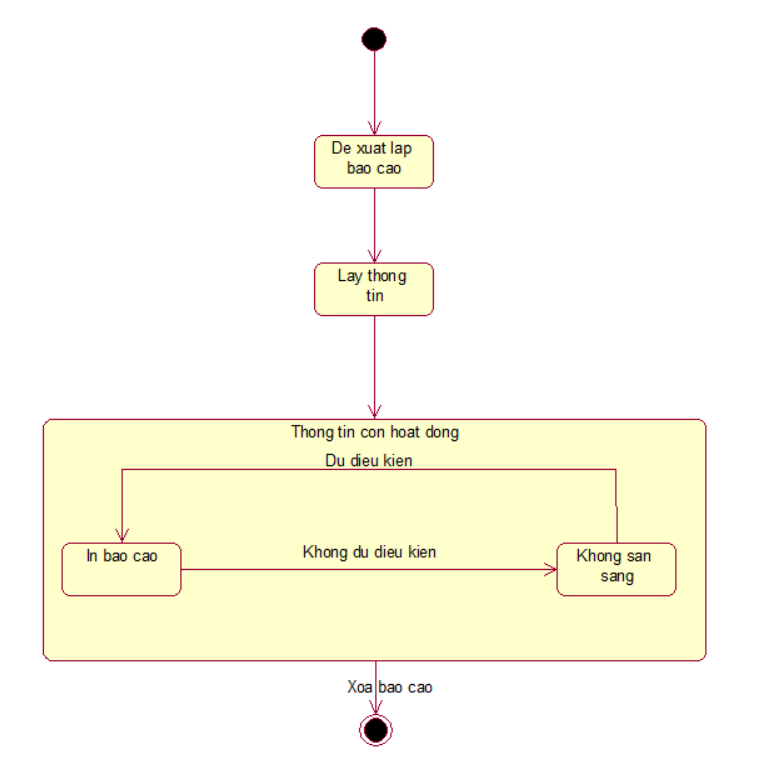 De xuat lap
bao cao
Lay thong
tin
Thong tin con hoat dong
Du dieu kien
In bao cao
Khong du dieu kien
Khong san
sang
Xoa bao cao